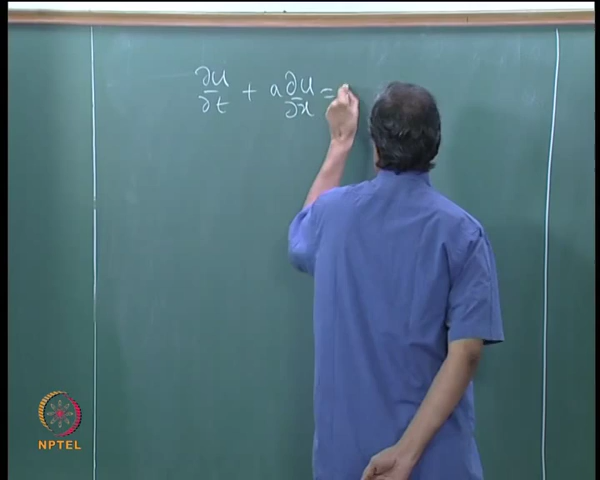 ∂u/∂t + a ∂u/∂x =
NPTEL